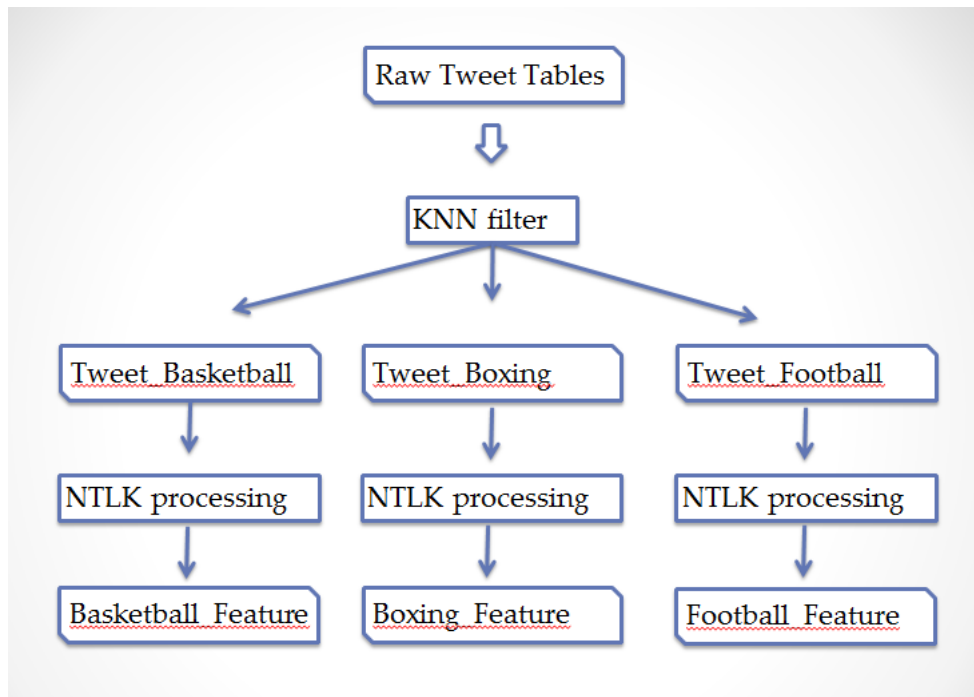 Raw Tweet Tables
KNN filter
Tweet_Basketball
Tweet_Boxing
Tweet_Football
NTLK processing
NTLK processing
NTLK processing
Basketball_Feature
Boxing_Feature
Football_Feature